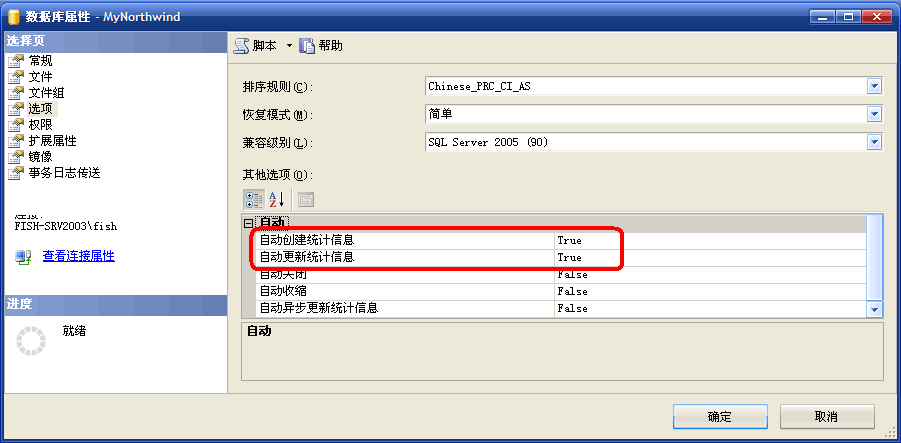 数据库属性 - MyNorthwind
选择页
常规
文件
文件组
选项
权限
扩展属性
镜像
事务日志传送
FISH-SRV2003\fish
查看连接属性
进度
就绪
脚本 帮助
排序规则(C): Chinese_PRC_CI_AS
恢复模式(M): 简单
兼容级别(L): SQL Server 2005 (90)
其他选项(O):
自动
自动创建统计信息 True
自动更新统计信息 True
自动关闭 False
自动收缩 False
自动异步更新统计信息 False
自动
确定 取消